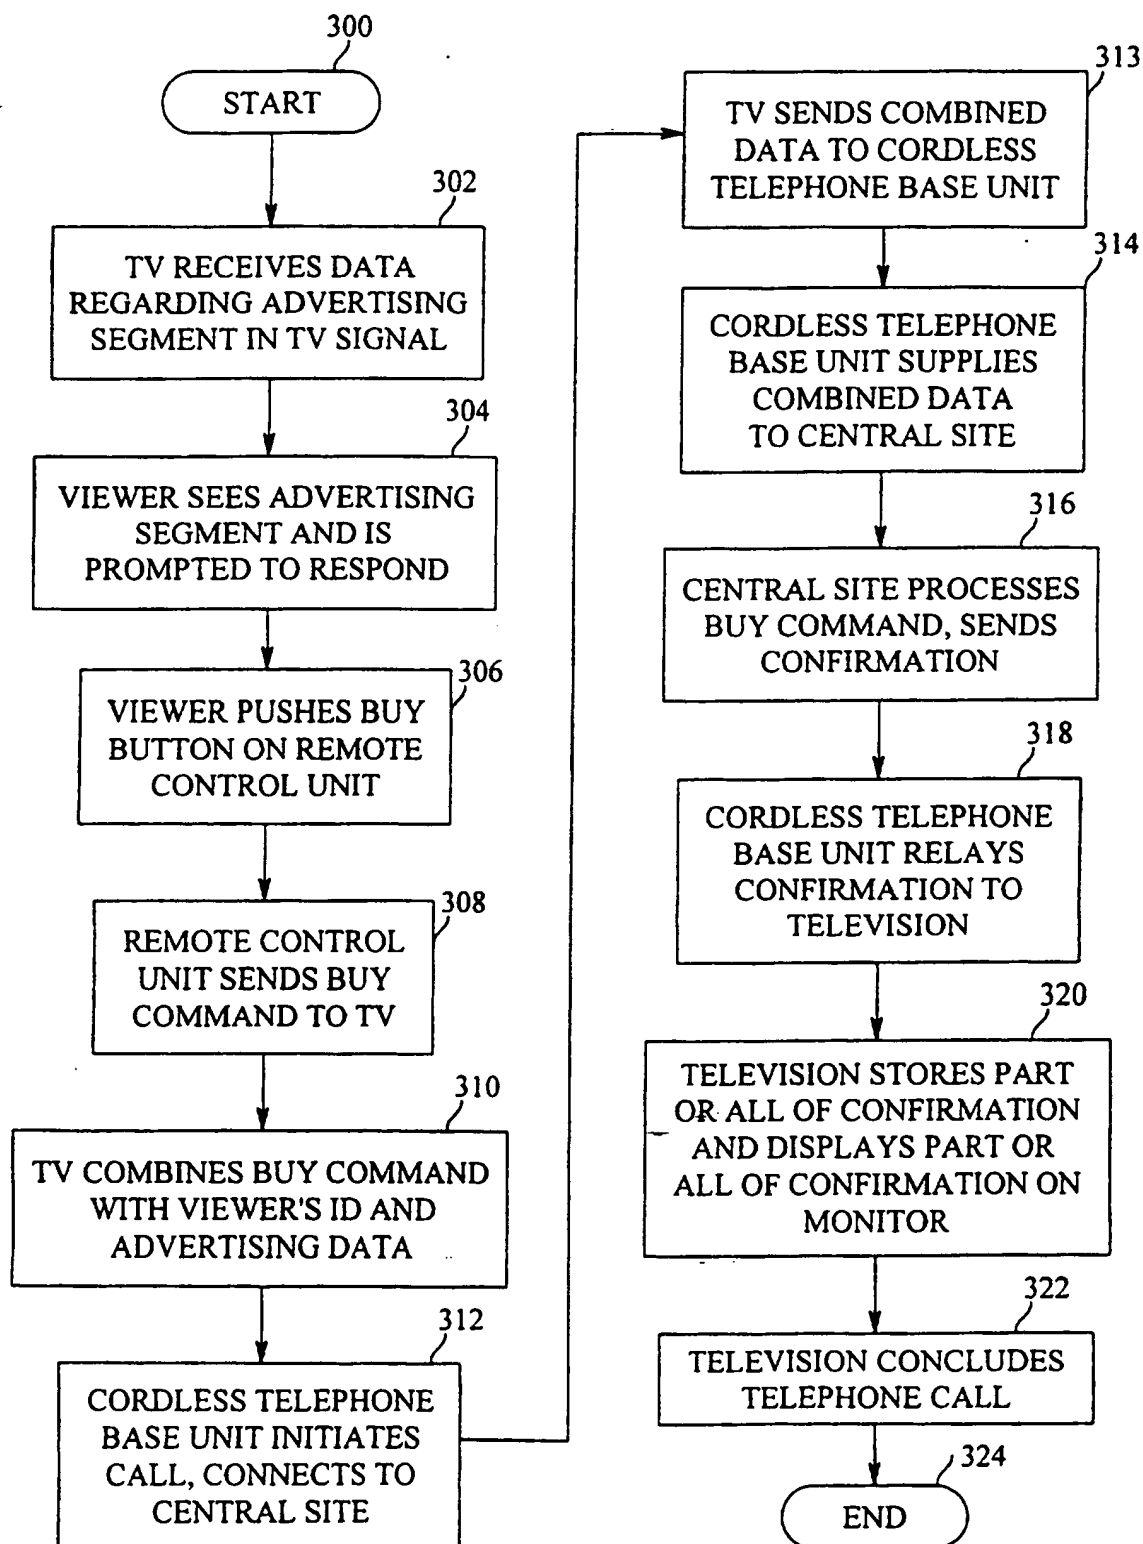 300
START
302
TV RECEIVES DATA
REGARDING ADVERTISING
SEGMENT IN TV SIGNAL
304
VIEWER SEES ADVERTISING
SEGMENT AND IS
PROMPTED TO RESPOND
306
VIEWER PUSHES BUY
BUTTON ON REMOTE
CONTROL UNIT
308
REMOTE CONTROL
UNIT SENDS BUY
COMMAND TO TV
310
TV COMBINES BUY COMMAND
WITH VIEWER'S ID AND
ADVERTISING DATA
312
CORDLESS TELEPHONE
BASE UNIT INITIATES
CALL, CONNECTS TO
CENTRAL SITE
313
TV SENDS COMBINED
DATA TO CORDLESS
TELEPHONE BASE UNIT
314
CORDLESS TELEPHONE
BASE UNIT SUPPLIES
COMBINED DATA
TO CENTRAL SITE
316
CENTRAL SITE PROCESSES
BUY COMMAND, SENDS
CONFIRMATION
318
CORDLESS TELEPHONE
BASE UNIT RELAYS
CONFIRMATION TO
TELEVISION
320
TELEVISION STORES PART
OR ALL OF CONFIRMATION
AND DISPLAYS PART OR
ALL OF CONFIRMATION ON
MONITOR
322
TELEVISION CONCLUDES
TELEPHONE CALL
324
END